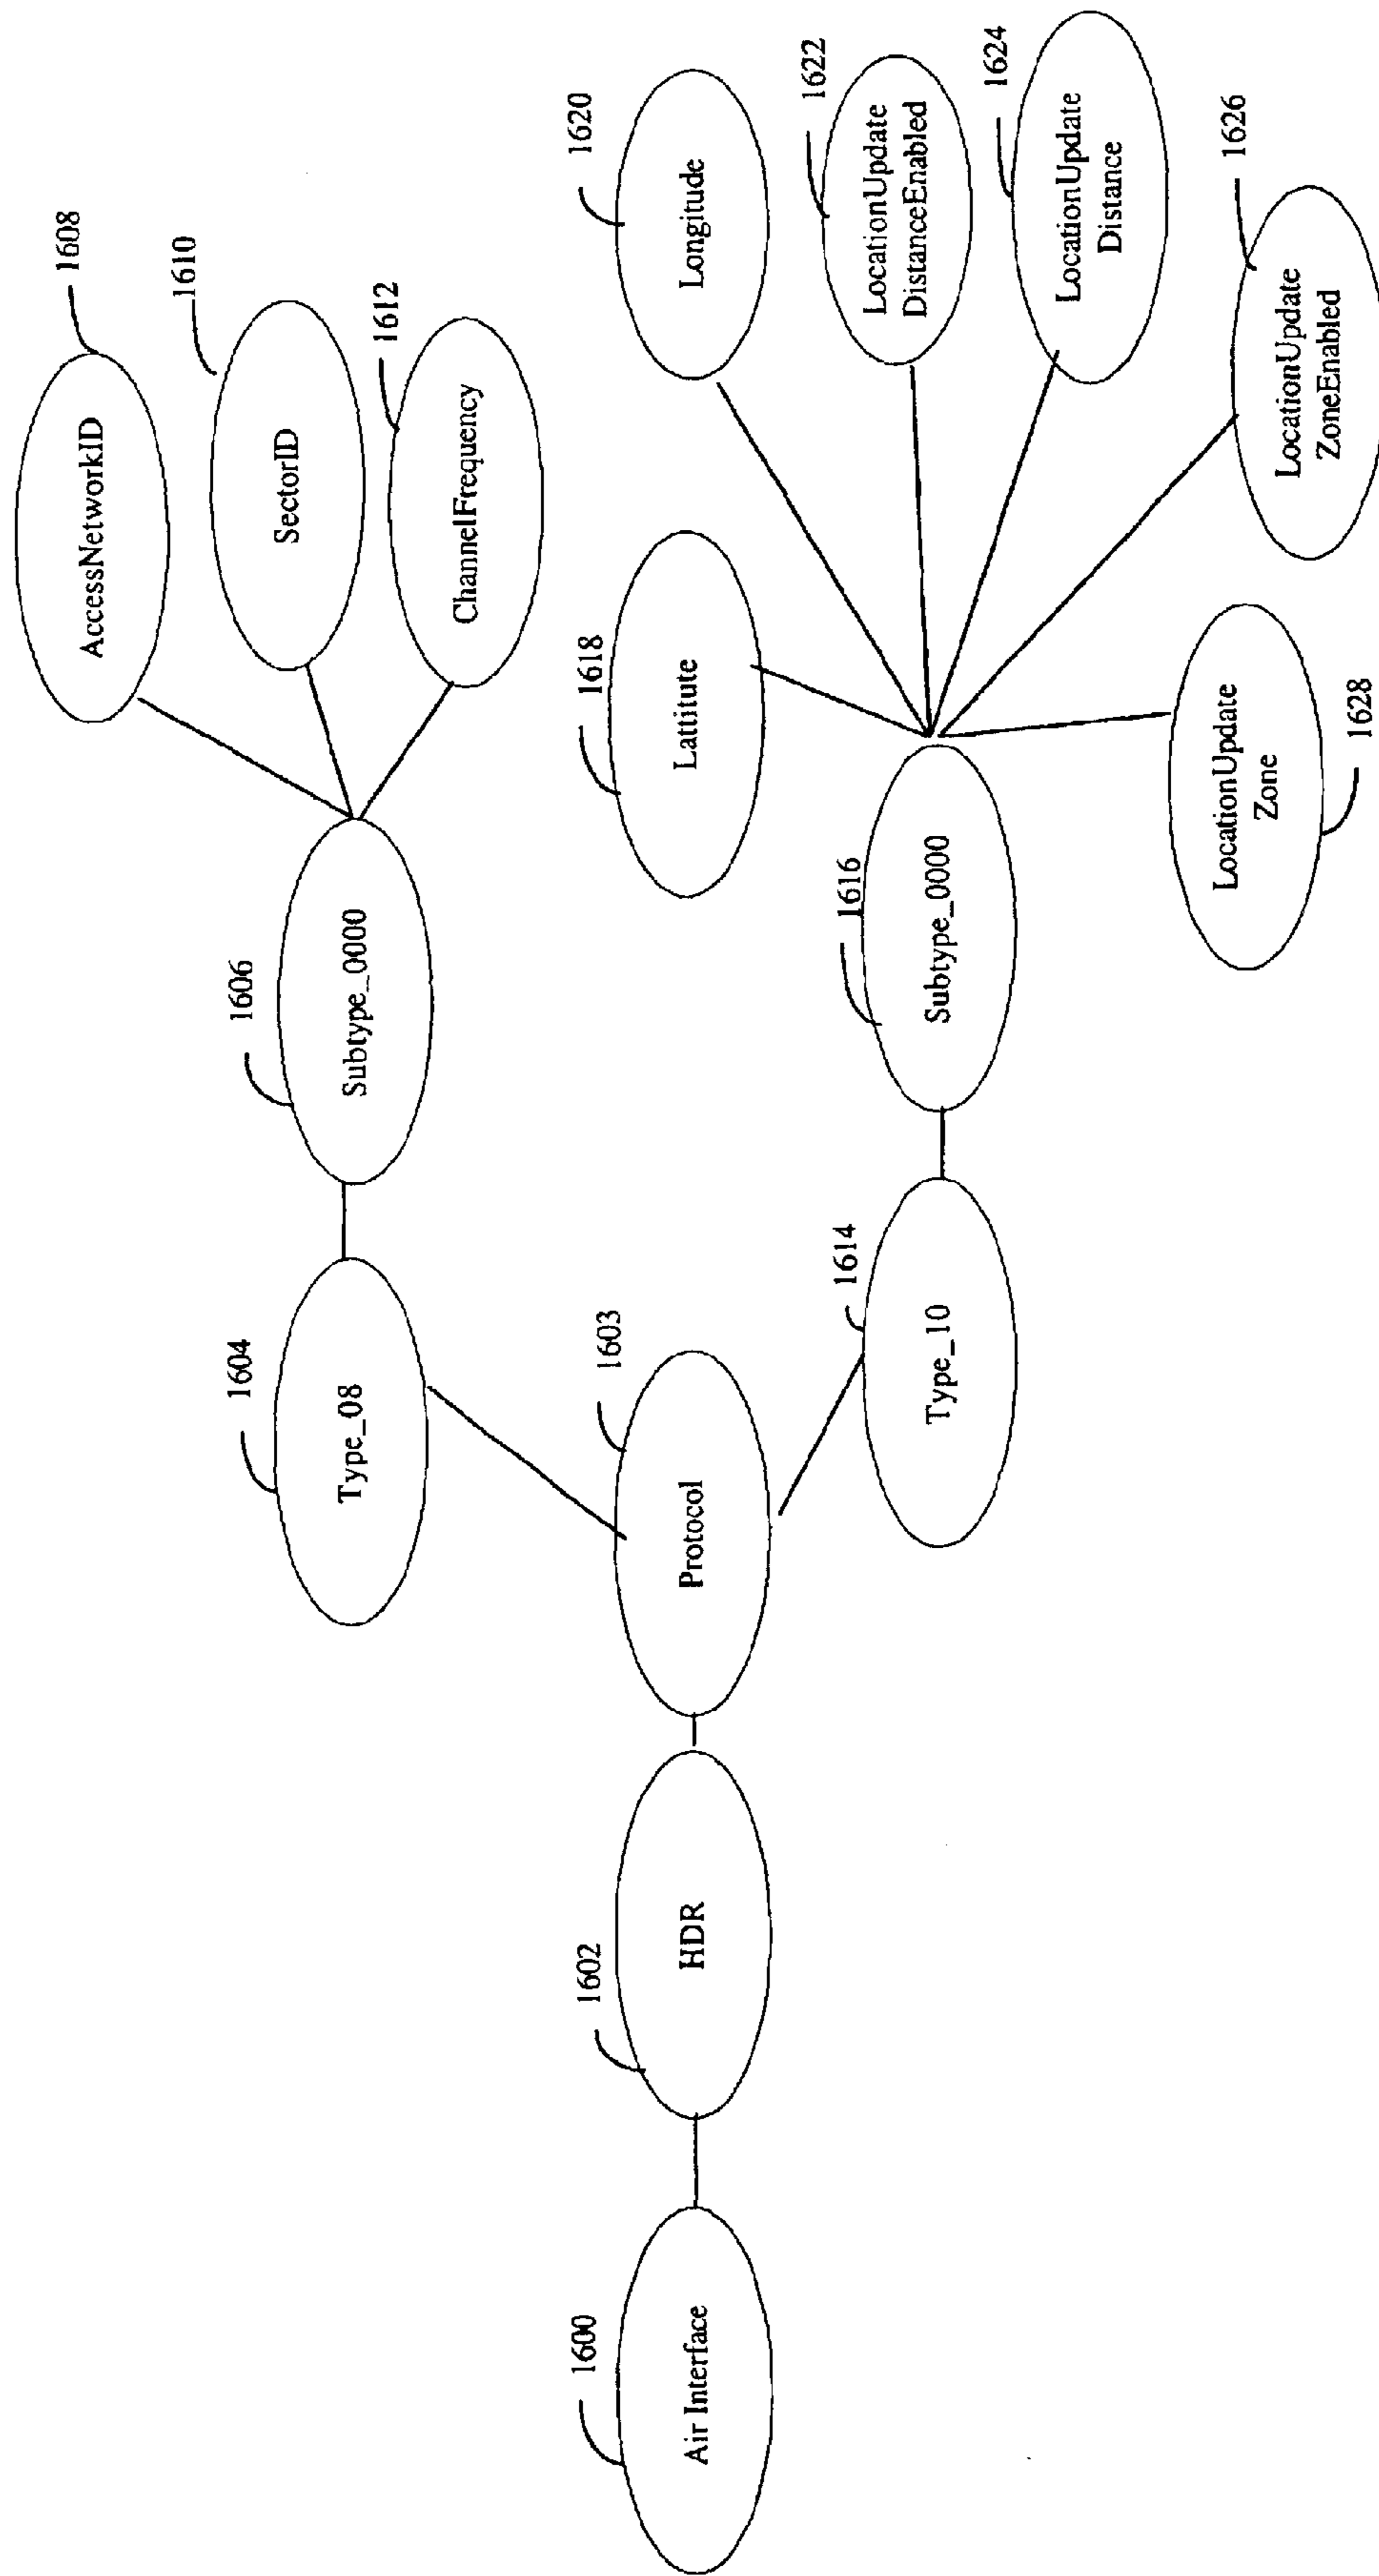 1600
Air Interface
1602
HDR
1603
Protocol
1604
Type_08
1606
Subtype_0000
1608
AccessNetworkID
1610
SectorID
1612
ChannelFrequency
1614
Type_10
1616
Subtype_0000
1618
Lattitute
1620
Longitude
1622
LocationUpdate
DistanceEnabled
1624
LocationUpdate
Distance
1626
LocationUpdate
ZoneEnabled
1628
LocationUpdate
Zone